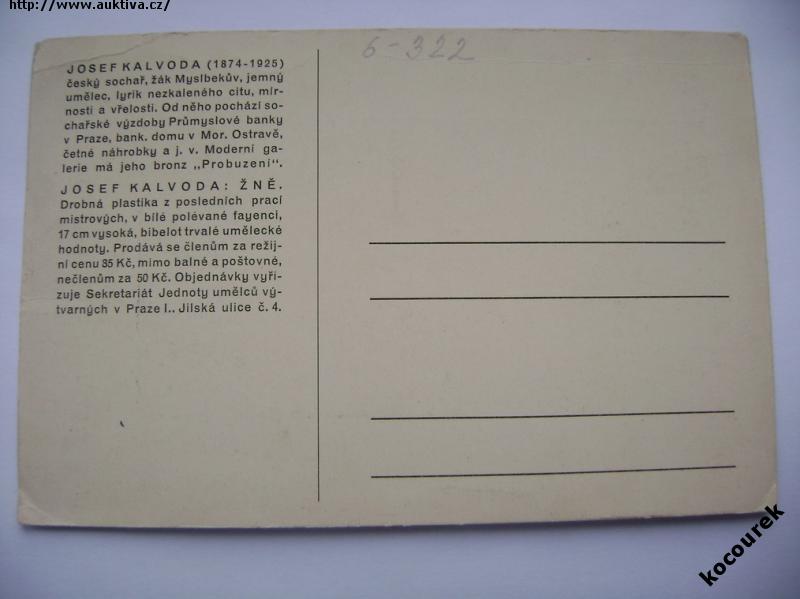 http://www.auktiva.cz/
6-322
JOSEF KALVODA (1874-1925)
český sochař, žák Myslbekův, jemný
umělec, lyrik nezkaleného citu, mír-
nosti a vřelosti. Od něho pochází so-
chařské výzdoby Průmyslové banky
v Praze, bank. domu v Mor. Ostravě,
četné náhrobky a j. v. Moderní ga-
lerie má jeho bronz „Probuzení“.
JOSEF KALVODA: ŽNĚ.
Drobná plastika z posledních prací
mistrových, v bílé polévané fayenci,
17 cm vysoká, bibelot trvalé umělecké
hodnoty. Prodává se členům za režij-
ní cenu 35 Kč, mimo balné a poštovné,
nečlenům za 50 Kč. Objednávky vyři-
zuje Sekretariát Jednoty umělců vý-
tvarných v Praze I.. Jilská ulice č. 4.
kocourek